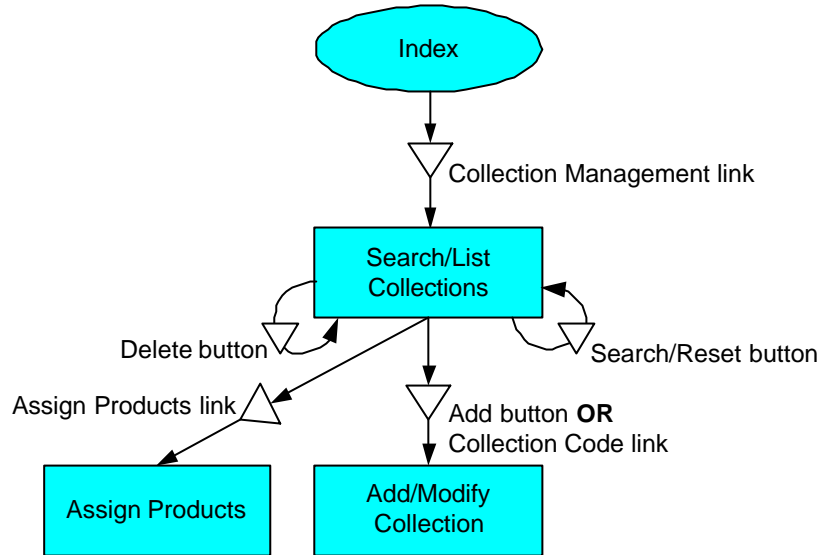 Index
Collection Management link
Search/List
Collections
Delete button
Search/Reset button
Assign Products link
Add button OR
Collection Code link
Assign Products
Add/Modify
Collection